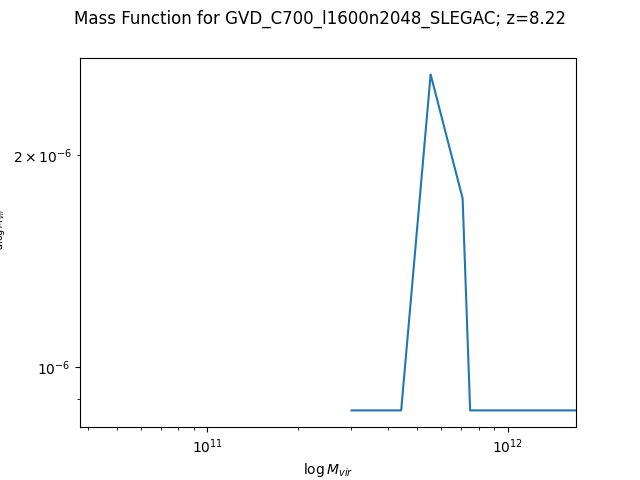 Mass Function for GVD_C700_l1600n2048_SLEGAC; z=8.22
2 × 10⁻⁶
10⁻⁶
10¹¹
10¹²
log M_vir